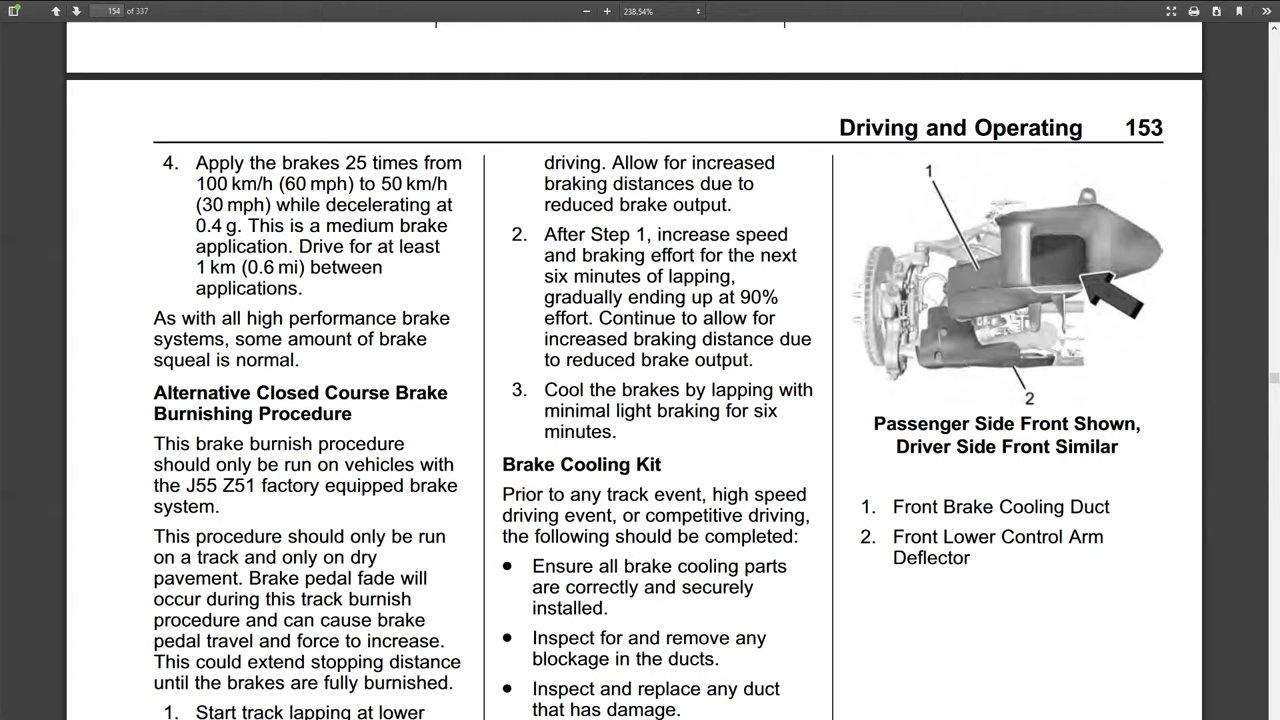 154 of 337
238.54%
Driving and Operating 153
4. Apply the brakes 25 times from
100 km/h (60 mph) to 50 km/h
(30 mph) while decelerating at
0.4 g. This is a medium brake
application. Drive for at least
1 km (0.6 mi) between
applications.
As with all high performance brake
systems, some amount of brake
squeal is normal.
Alternative Closed Course Brake
Burnishing Procedure
This brake burnish procedure
should only be run on vehicles with
the J55 Z51 factory equipped brake
system.
This procedure should only be run
on a track and only on dry
pavement. Brake pedal fade will
occur during this track burnish
procedure and can cause brake
pedal travel and force to increase.
This could extend stopping distance
until the brakes are fully burnished.
1. Start track lapping at lower
driving. Allow for increased
braking distances due to
reduced brake output.
2. After Step 1, increase speed
and braking effort for the next
six minutes of lapping,
gradually ending up at 90%
effort. Continue to allow for
increased braking distance due
to reduced brake output.
3. Cool the brakes by lapping with
minimal light braking for six
minutes.
Brake Cooling Kit
Prior to any track event, high speed
driving event, or competitive driving,
the following should be completed:
• Ensure all brake cooling parts
are correctly and securely
installed.
• Inspect for and remove any
blockage in the ducts.
• Inspect and replace any duct
that has damage.
1
2
Passenger Side Front Shown,
Driver Side Front Similar
1. Front Brake Cooling Duct
2. Front Lower Control Arm
Deflector